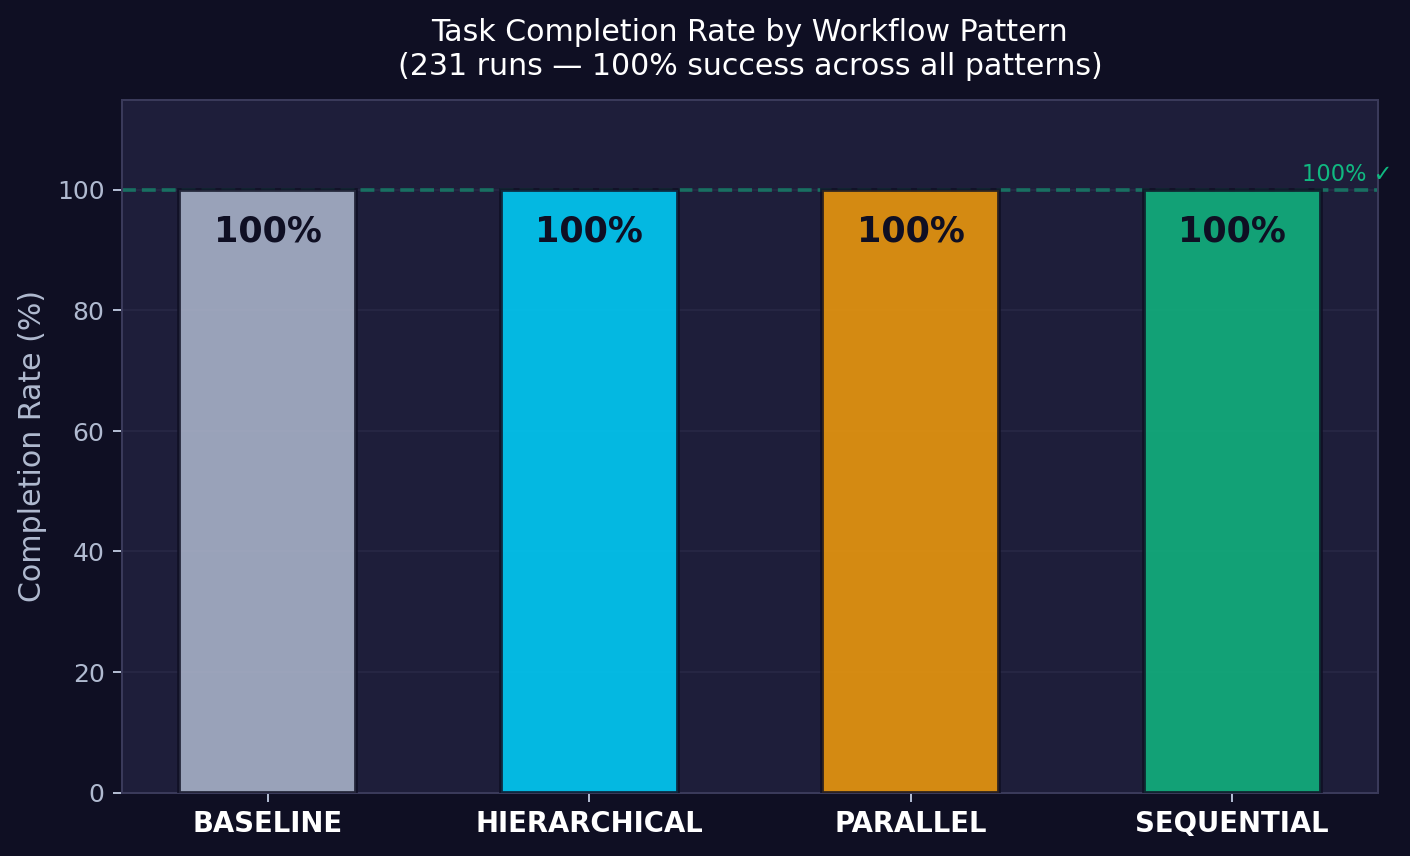 Task Completion Rate by Workflow Pattern
(231 runs — 100% success across all patterns)
100% ✓
100
80
60
40
20
0
Completion Rate (%)
100%
100%
100%
100%
BASELINE
HIERARCHICAL
PARALLEL
SEQUENTIAL